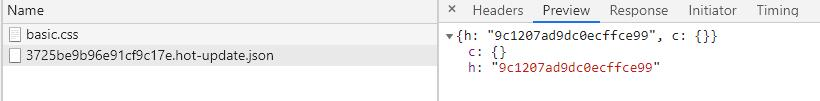 Name
basic.css
3725be9b96e91cf9c17e.hot-update.json
× Headers Preview Response Initiator Timing
▼{h: "9c1207ad9dc0ecffce99", c: {}}
c: {}
h: "9c1207ad9dc0ecffce99"